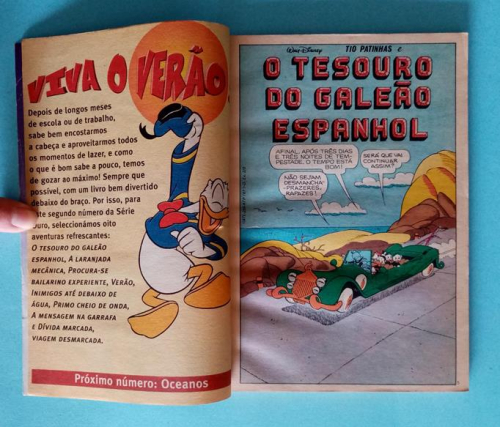 VIVA O VERÃO
Depois de longos meses
de escola ou de trabalho,
sabe bem encostarmos
a cabeça e aproveitarmos todos
os momentos de lazer, e como
o que é bom sabe a pouco, temos
de gozar ao máximo! Sempre que
possível, com um livro bem divertido
debaixo do braço. Por isso, para
este segundo número da Série
Ouro, seleccionámos oito
aventuras refrescantes:
O TESOURO DO GALEÃO
ESPANHOL, A LARANJADA
MECÂNICA, PROCURA-SE
BAILARINO EXPERIENTE, VERÃO,
INIMIGOS ATÉ DEBAIXO DE
ÁGUA, PRIMO CHEIO DE ONDA,
A MENSAGEM NA GARRAFA
E DÍVIDA MARCADA,
VIAGEM DESMARCADA.
Próximo número: Oceanos
Walt Disney TIO PATINHAS e
O TESOURO
DO GALEÃO
ESPANHOL
AFINAL, APÓS TRÊS DIAS
E TRÊS NOITES DE TEM-
PESTADE, O TEMPO ESTÁ
BOM!
SERÁ QUE VAI
CONTINUAR
ASSIM?
NÃO SEJAM
DESMANCHA-
-PRAZERES,
RAPAZES!